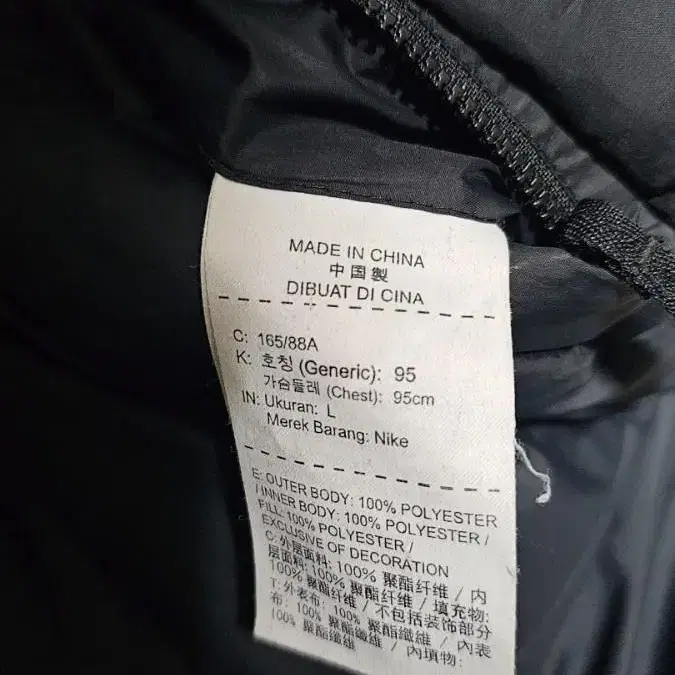 MADE IN CHINA
中国製
DIBUAT DI CINA
C: 165/88A
K: 호칭 (Generic): 95
가슴둘레 (Chest): 95cm
IN: Ukuran: L
Merek Barang: Nike
E: OUTER BODY: 100% POLYESTER
/ INNER BODY: 100% POLYESTER /
FILL: 100% POLYESTER /
EXCLUSIVE OF DECORATION
C: 外层面料: 100% 聚酯纤维 / 内
层面料: 100% 聚酯纤维 / 填充物:
100% 聚酯纤维 / 不包括装饰部分
T: 外表布: 100% 聚酯纖維 / 內表
布: 100% 聚酯纖維 / 內填物:
100% 聚酯纖維